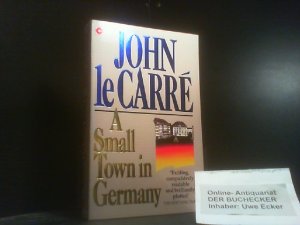 JOHN
le CARRÉ
A
Small
Town in
Germany
'Exciting,
compulsively
readable
and brilliantly
plotted'
Online- Antiquariat
DER BUCHECKER
Inhaber: Uwe Ecker